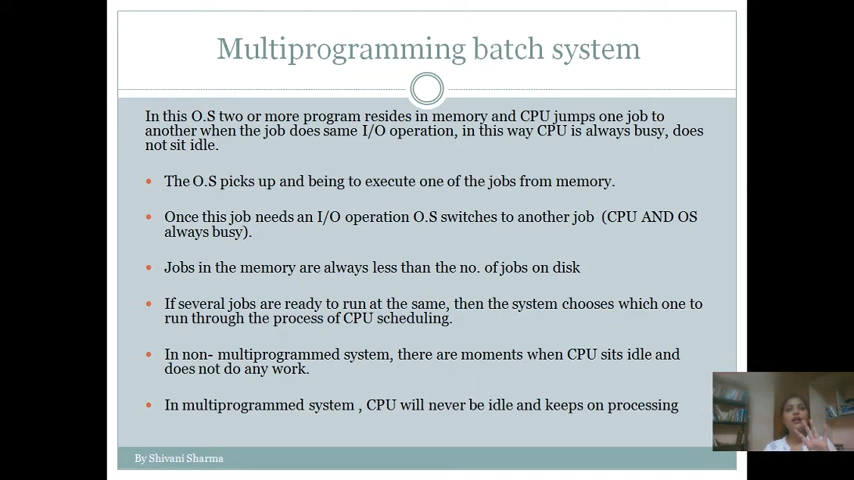 Multiprogramming batch system
In this O.S two or more program resides in memory and CPU jumps one job to
another when the job does same I/O operation, in this way CPU is always busy, does
not sit idle.
The O.S picks up and being to execute one of the jobs from memory.
Once this job needs an I/O operation O.S switches to another job (CPU AND OS
always busy).
Jobs in the memory are always less than the no. of jobs on disk
If several jobs are ready to run at the same, then the system chooses which one to
run through the process of CPU scheduling.
In non- multiprogrammed system, there are moments when CPU sits idle and
does not do any work.
In multiprogrammed system , CPU will never be idle and keeps on processing
By Shivani Sharma